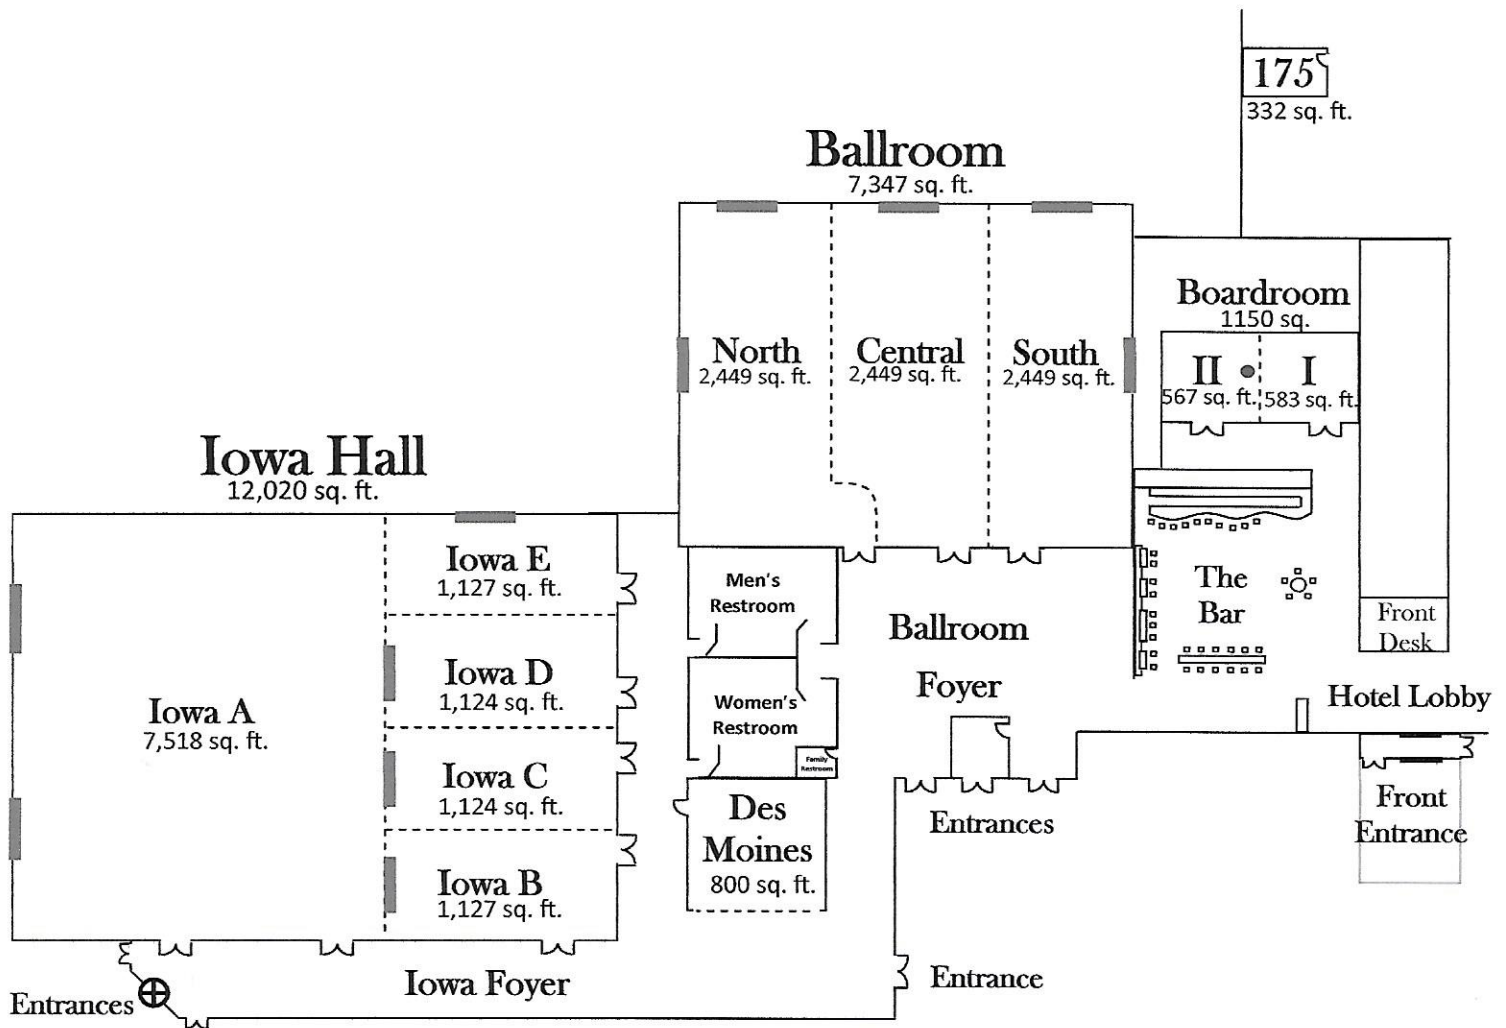 175
332 sq. ft.
Ballroom
7,347 sq. ft.
Boardroom
1150 sq.
North
2,449 sq. ft.
Central
2,449 sq. ft.
South
2,449 sq. ft.
II
567 sq. ft.
I
583 sq. ft.
Iowa Hall
12,020 sq. ft.
Iowa E
1,127 sq. ft.
Iowa D
1,124 sq. ft.
Iowa A
7,518 sq. ft.
Iowa C
1,124 sq. ft.
Iowa B
1,127 sq. ft.
Men's
Restroom
Women's
Restroom
Family
Restroom
Des
Moines
800 sq. ft.
Ballroom
Foyer
The
Bar
Front
Desk
Hotel Lobby
Front
Entrance
Entrances
Entrance
Iowa Foyer
Entrances